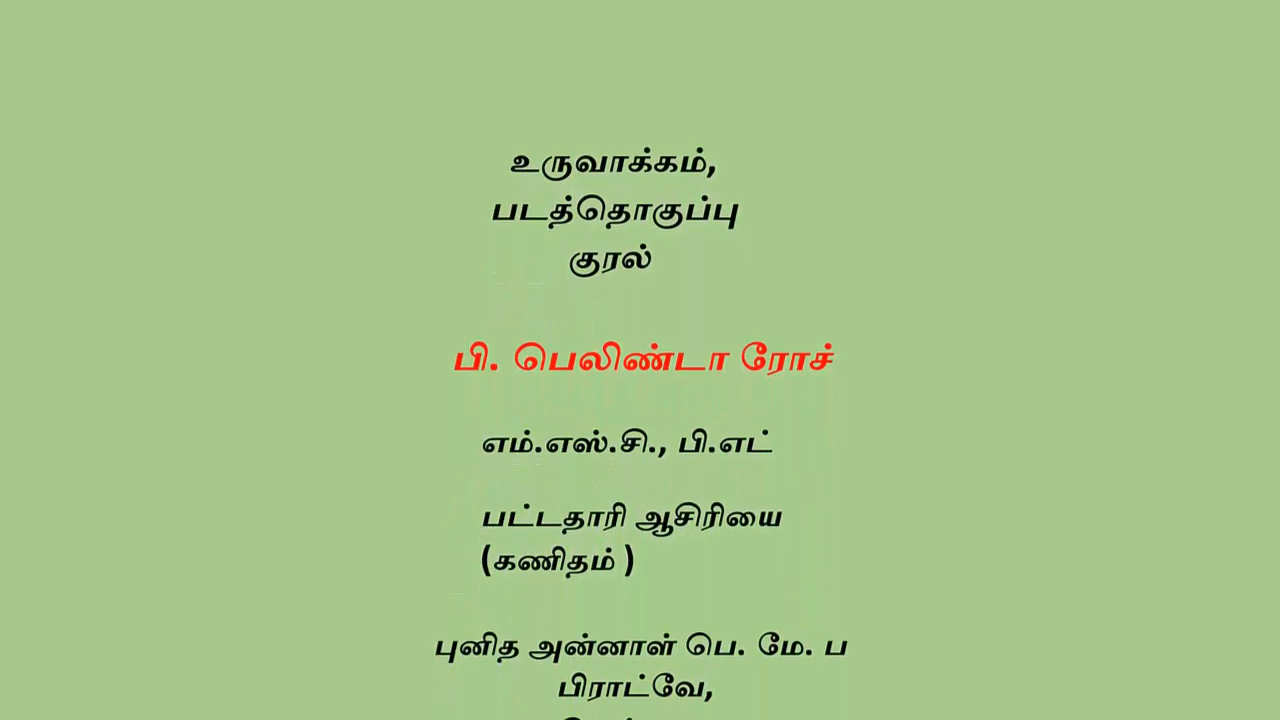 உருவாக்கம்,
படத்தொகுப்பு
குரல்
பி. பெலிண்டா ரோச்
எம்.எஸ்.சி., பி.எட்
பட்டதாரி ஆசிரியை
(கணிதம் )
புனித அன்னாள் பெ. மே. ப
பிராட்வே,